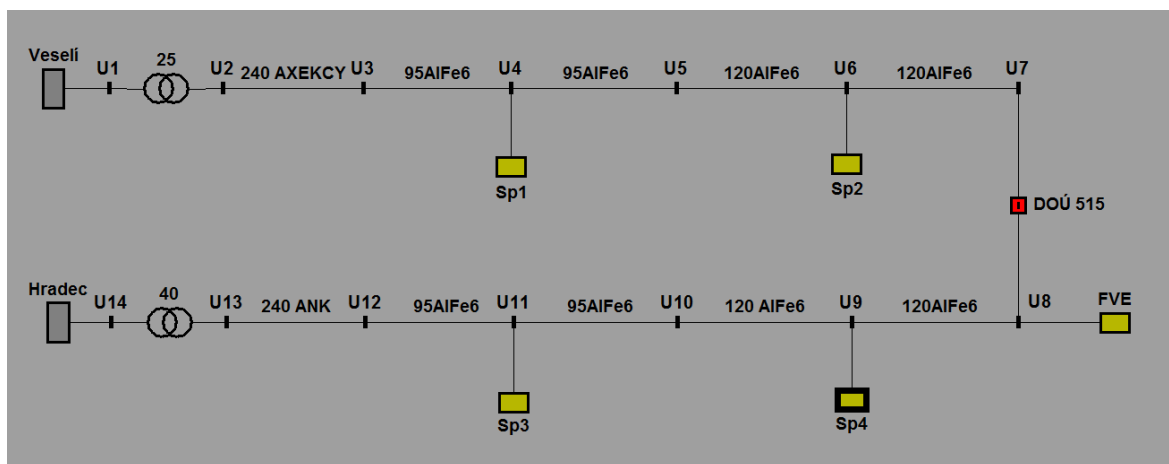 Veselí
U1
25
U2
240 AXEKCY
U3
95AlFe6
U4
95AlFe6
U5
120AlFe6
U6
120AlFe6
U7
Sp1
Sp2
DOÚ 515
Hradec
U14
40
U13
240 ANK
U12
95AlFe6
U11
95AlFe6
U10
120 AlFe6
U9
120AlFe6
U8
FVE
Sp3
Sp4